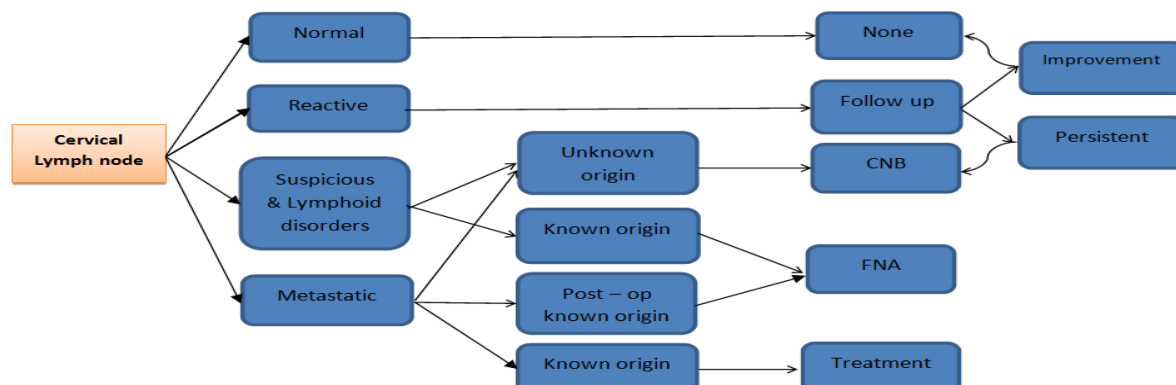 Normal
None
Improvement
Reactive
Follow up
Cervical
Lymph node
Persistent
Unknown
origin
CNB
Suspicious
& Lymphoid
disorders
Known origin
FNA
Metastatic
Post – op
known origin
Known origin
Treatment